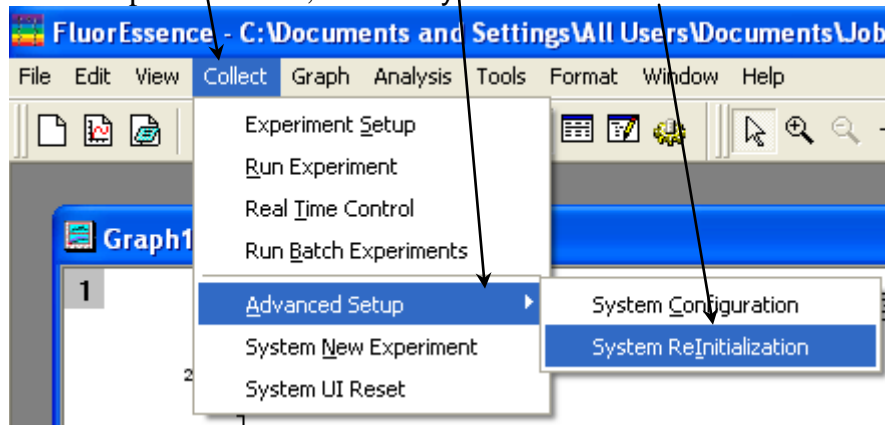 FluorEssence - C:\Documents and Settings\All Users\Documents\Job
File Edit View Collect Graph Analysis Tools Format Window Help
Experiment Setup
Run Experiment
Real Time Control
Run Batch Experiments
Graph1
1
Advanced Setup
System Configuration
System New Experiment
System ReInitialization
2
System UI Reset